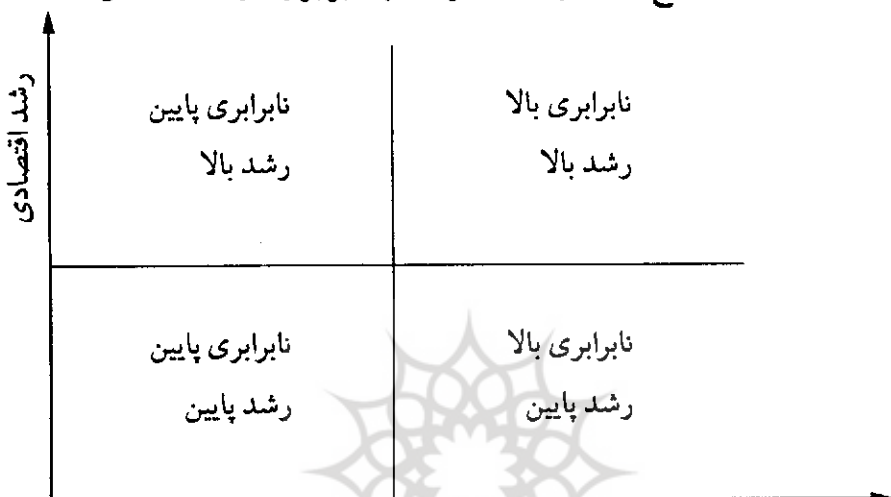 رشد اقتصادی
نابرابری بالا
رشد بالا
نابرابری پایین
رشد بالا
نابرابری بالا
رشد پایین
نابرابری پایین
رشد پایین